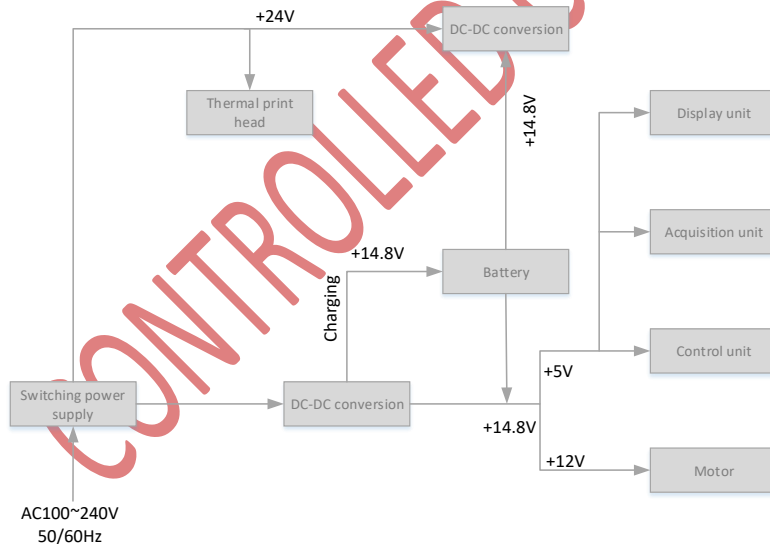 +24V
DC-DC conversion
Thermal print
head
+14.8V
Display unit
Acquisition unit
+14.8V
Battery
Charging
Control unit
+5V
Switching power
supply
DC-DC conversion
+14.8V
+12V
Motor
AC100~240V
50/60Hz
CONTROLLED